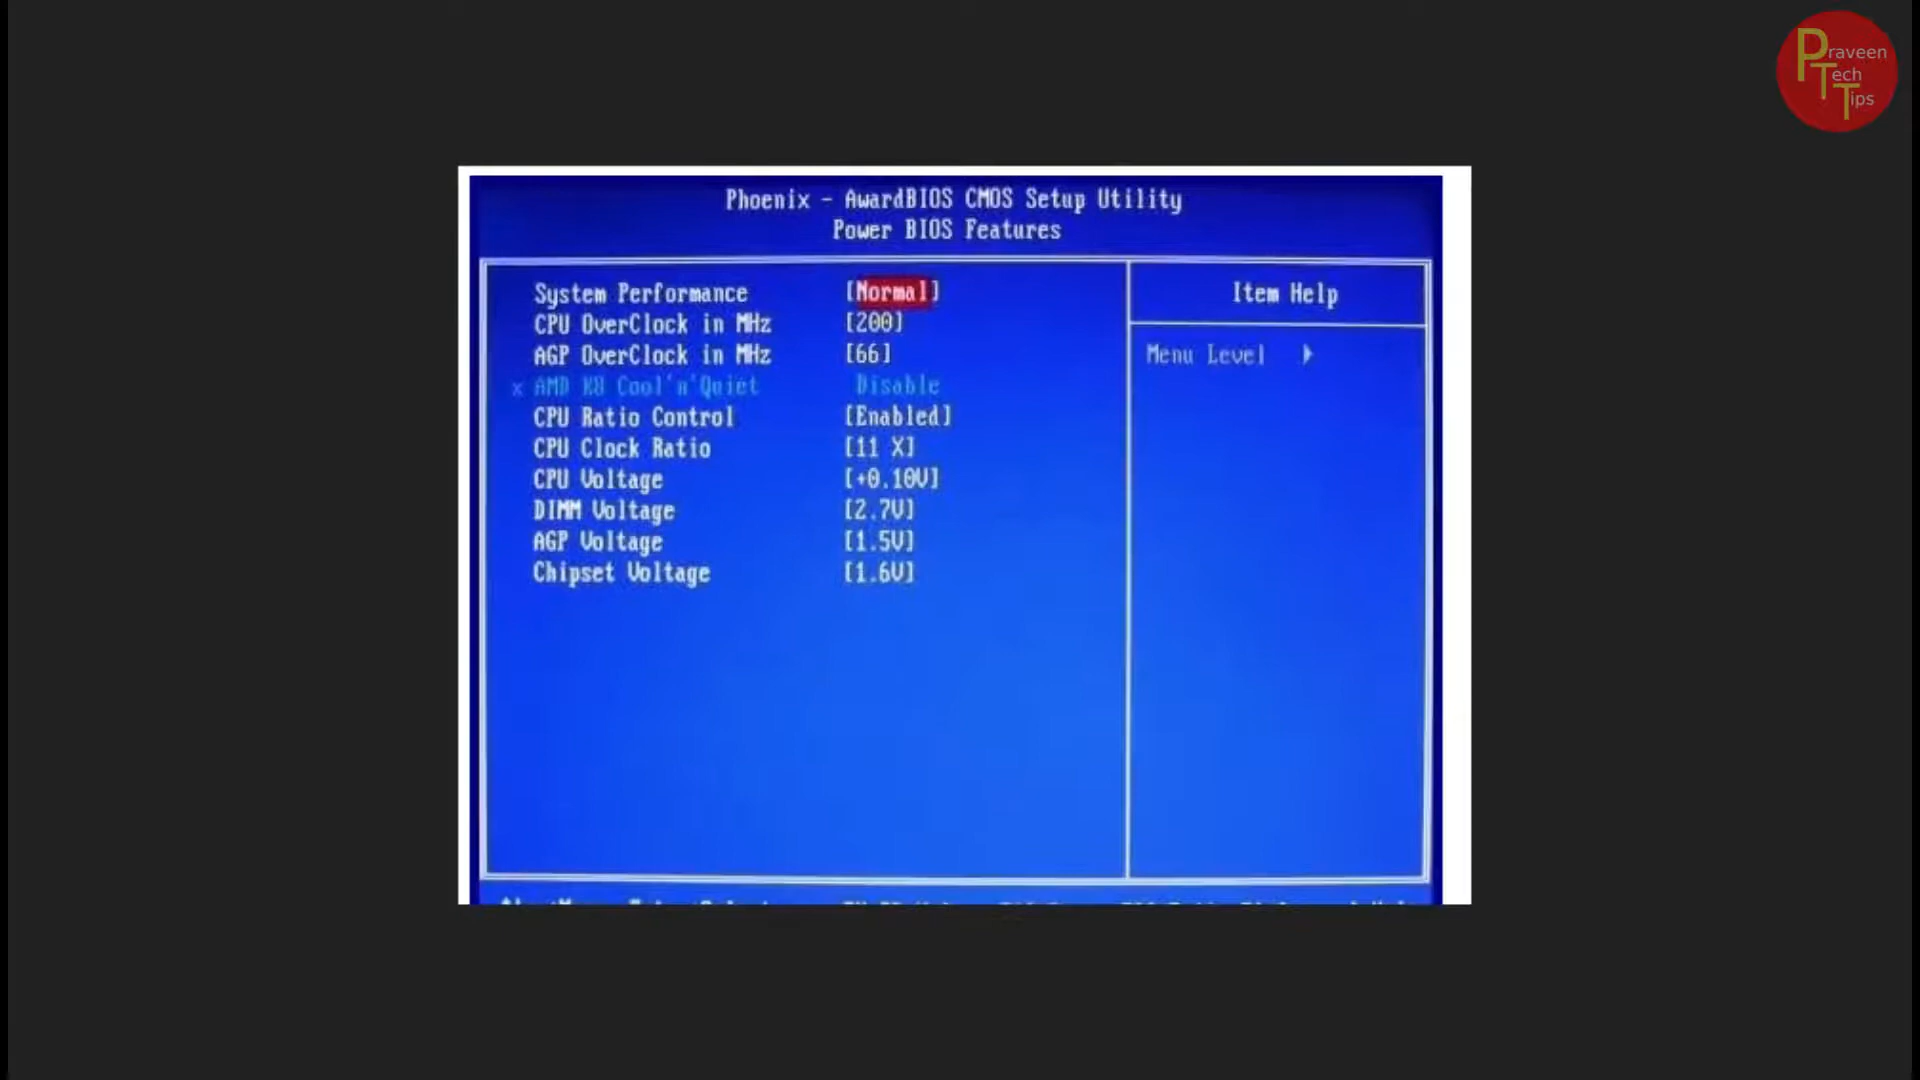 Praveen
Tech
Tips
Phoenix - AwardBIOS CMOS Setup Utility
Power BIOS Features
System Performance [Normal]
CPU OverClock in MHz [200]
AGP OverClock in MHz [66]
x AMD K8 Cool'n'Quiet Disable
CPU Ratio Control [Enabled]
CPU Clock Ratio [11 X]
CPU Voltage [+0.10V]
DIMM Voltage [2.7V]
AGP Voltage [1.5V]
Chipset Voltage [1.6V]
Item Help
Menu Level